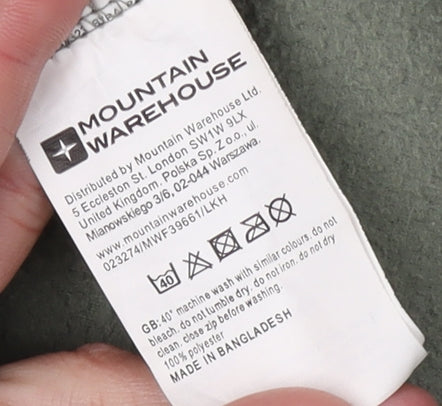 MOUNTAIN
WAREHOUSE
Distributed by Mountain Warehouse Ltd.
5 Eccleston St. London SW1W 9LX
United Kingdom, Polska Sp. Z o.o., ul.
Mianowskiego 3/6, 02-044 Warszawa,
www.mountainwarehouse.com
023274/MWF39661/LKH
40
GB: 40° machine wash with similar colours. do not
bleach. do not tumble dry. do not iron. do not dry
clean. close zip before washing.
100% polyester
MADE IN BANGLADESH